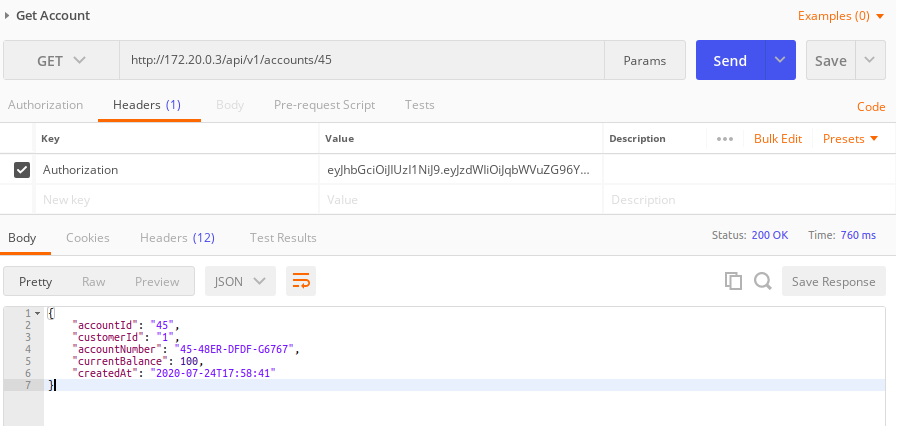 Get Account
Examples (0)
GET http://172.20.0.3/api/v1/accounts/45 Params Send Save
Authorization Headers (1) Body Pre-request Script Tests Code
Key Value Description ••• Bulk Edit Presets
Authorization eyJhbGciOiJIUzI1NiJ9.eyJzdWIiOiJqbWVuZG96Y...
New key Value Description
Body Cookies Headers (12) Test Results Status: 200 OK Time: 760 ms
Pretty Raw Preview JSON Save Response
1 {
2 "accountId": "45",
3 "customerId": "1",
4 "accountNumber": "45-48ER-DFDF-G6767",
5 "currentBalance": 100,
6 "createdAt": "2020-07-24T17:58:41"
7 }